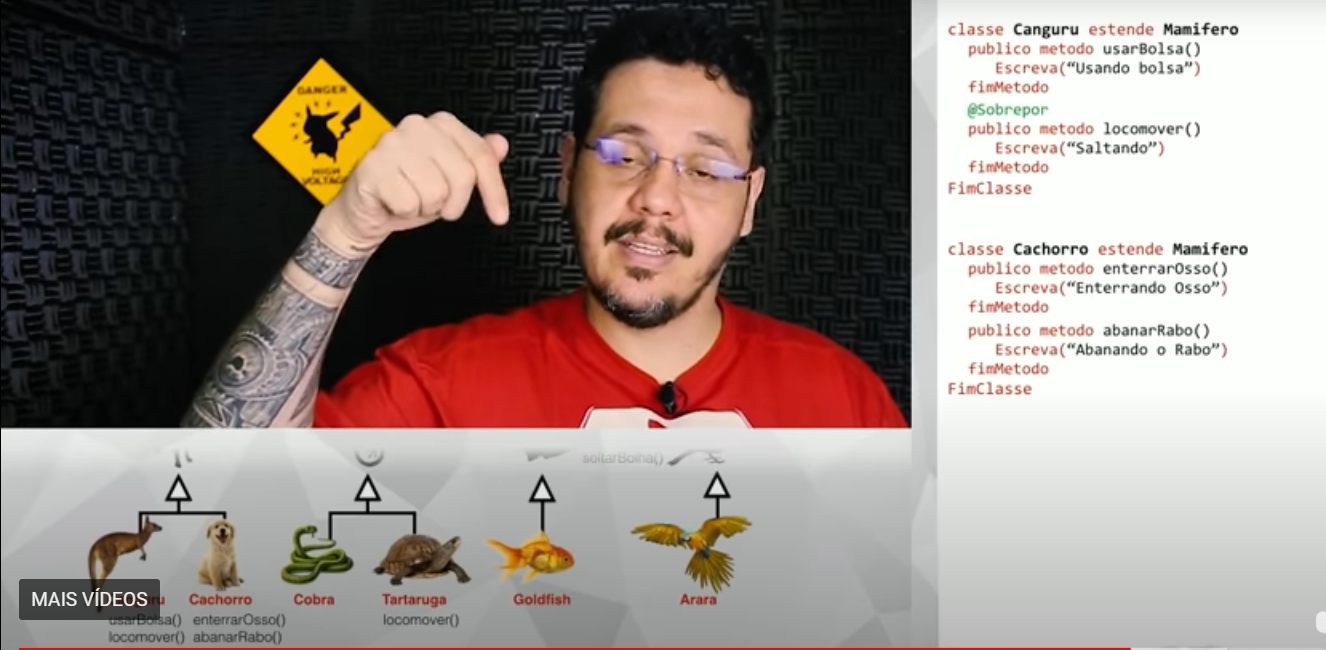 DANGER
HIGH
VOLTAGE
classe Canguru estende Mamifero
publico metodo usarBolsa()
Escreva(“Usando bolsa”)
fimMetodo
@Sobrepor
publico metodo locomover()
Escreva(“Saltando”)
fimMetodo
FimClasse
classe Cachorro estende Mamifero
publico metodo enterrarOsso()
Escreva(“Enterrando Osso”)
fimMetodo
publico metodo abanarRabo()
Escreva(“Abanando o Rabo”)
fimMetodo
FimClasse
soltarBolha()
MAIS VÍDEOS
Cachorro
Cobra
Tartaruga
Goldfish
Arara
usarBolsa() enterrarOsso() locomover()
locomover() abanarRabo()